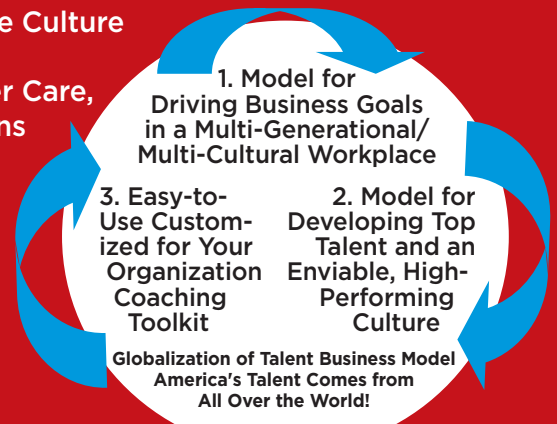 e Culture
r Care,
ns
1. Model for
Driving Business Goals
in a Multi-Generational/
Multi-Cultural Workplace
3. Easy-to-
Use Custom-
ized for Your
Organization
Coaching
Toolkit
2. Model for
Developing Top
Talent and an
Enviable, High-
Performing
Culture
Globalization of Talent Business Model
America's Talent Comes from
All Over the World!